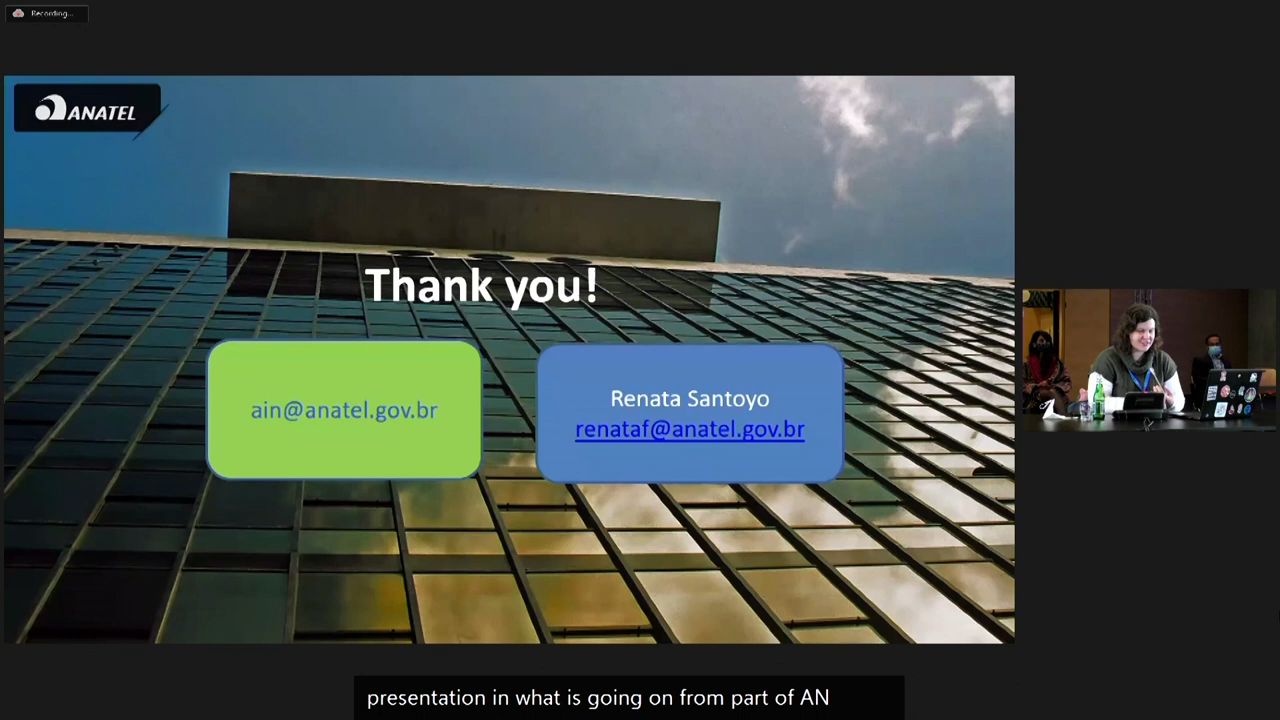 Recording...
ANATEL
Thank you!
ain@anatel.gov.br
Renata Santoyo
renataf@anatel.gov.br
presentation in what is going on from part of AN